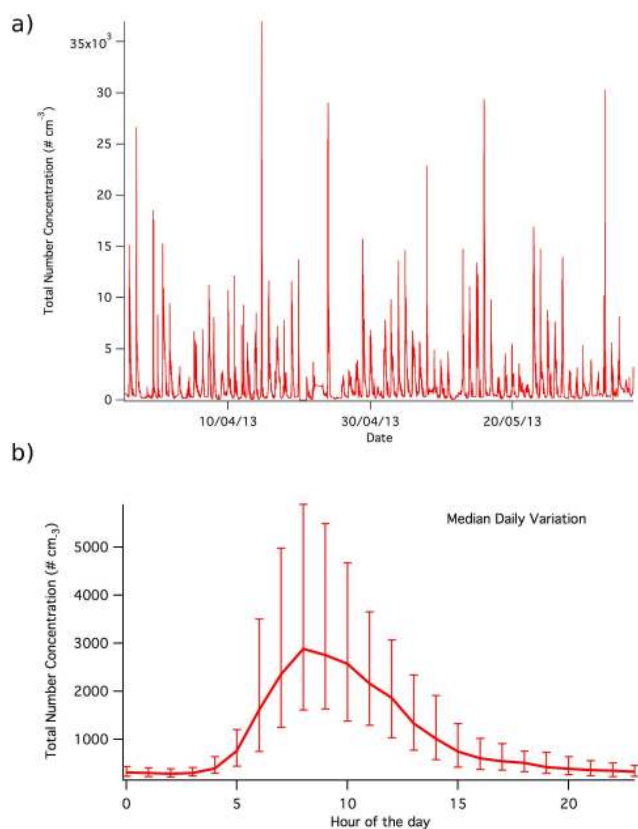 a)
35x10³
30
25
20
15
10
5
0
Total Number Concentration (# cm⁻³)
10/04/13
30/04/13
20/05/13
Date
b)
Median Daily Variation
5000
4000
3000
2000
1000
Total Number Concentration (# cm₋₃)
0
5
10
15
20
Hour of the day